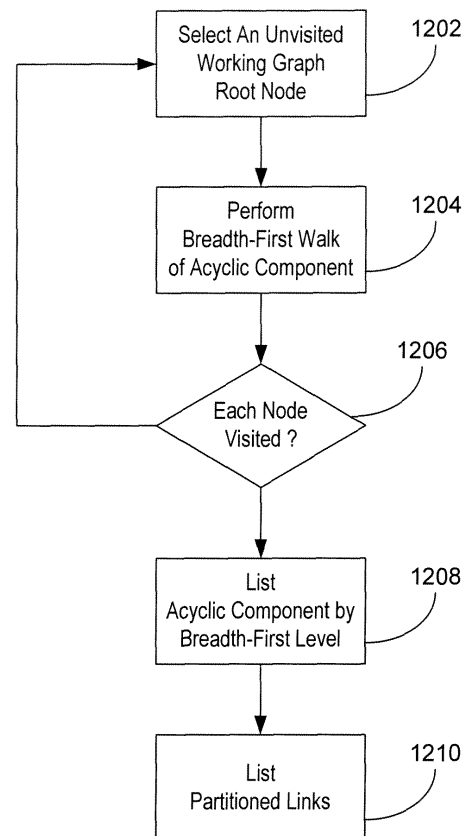 Select An Unvisited
Working Graph
Root Node
1202
Perform
Breadth-First Walk
of Acyclic Component
1204
Each Node
Visited ?
1206
List
Acyclic Component by
Breadth-First Level
1208
List
Partitioned Links
1210